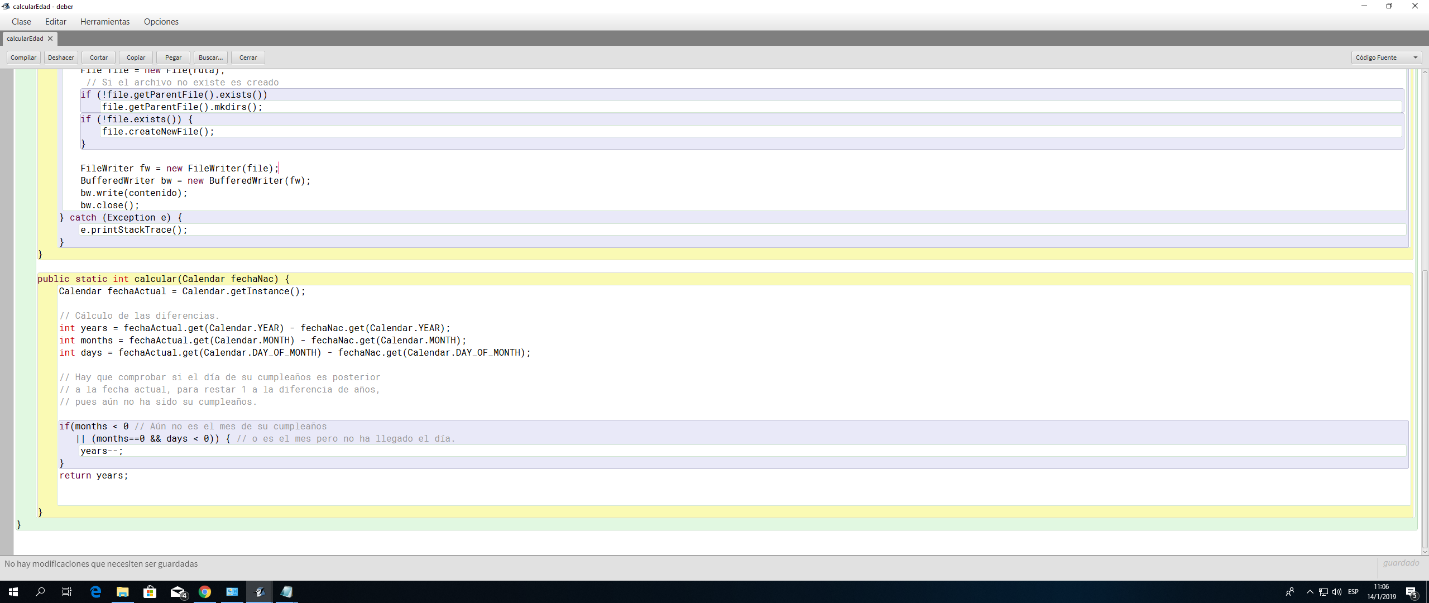 calcularEdad - deber
Clase Editar Herramientas Opciones
calcularEdad ✕
Compilar Deshacer Cortar Copiar Pegar Buscar... Cerrar Código Fuente
File file = new File(ruta);
// Si el archivo no existe es creado
if (!file.getParentFile().exists())
file.getParentFile().mkdirs();
if (!file.exists()) {
file.createNewFile();
}
FileWriter fw = new FileWriter(file);
BufferedWriter bw = new BufferedWriter(fw);
bw.write(contenido);
bw.close();
} catch (Exception e) {
e.printStackTrace();
}
}
public static int calcular(Calendar fechaNac) {
Calendar fechaActual = Calendar.getInstance();
// Cálculo de las diferencias.
int years = fechaActual.get(Calendar.YEAR) - fechaNac.get(Calendar.YEAR);
int months = fechaActual.get(Calendar.MONTH) - fechaNac.get(Calendar.MONTH);
int days = fechaActual.get(Calendar.DAY_OF_MONTH) - fechaNac.get(Calendar.DAY_OF_MONTH);
// Hay que comprobar si el día de su cumpleaños es posterior
// a la fecha actual, para restar 1 a la diferencia de años,
// pues aún no ha sido su cumpleaños.
if(months < 0 // Aún no es el mes de su cumpleaños
|| (months==0 && days < 0)) { // o es el mes pero no ha llegado el día.
years--;
}
return years;
}
}
No hay modificaciones que necesiten ser guardadas guardado
ESP 11:06
14/1/2019